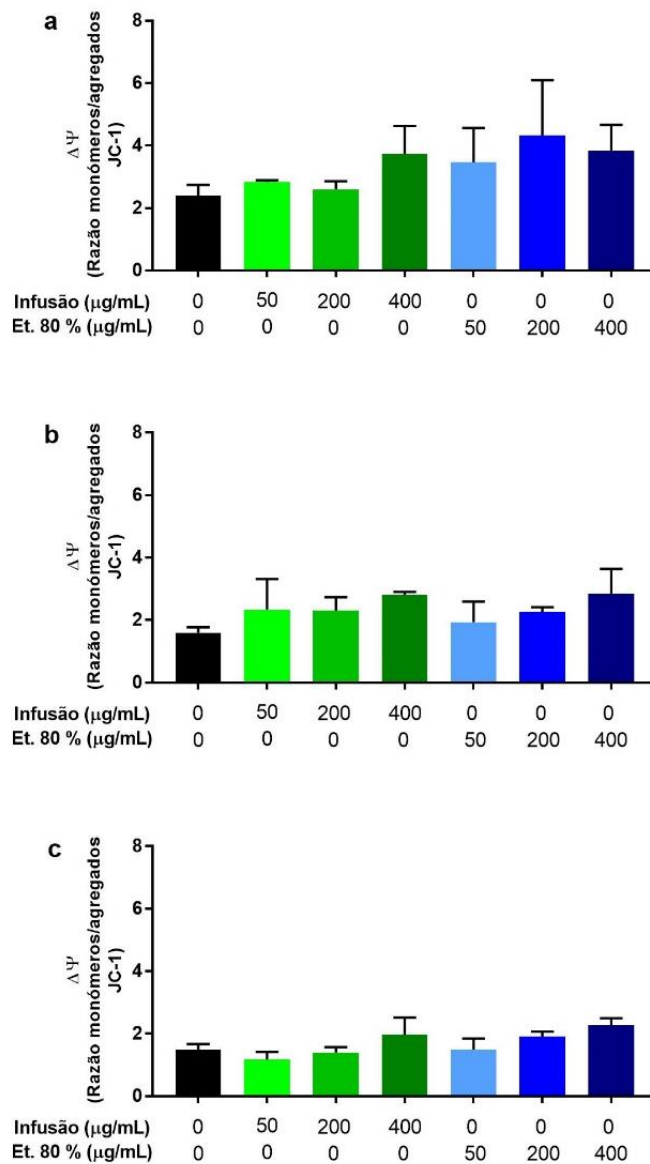 a
ΔΨ
(Razão monómeros/agregados
JC-1)
8
6
4
2
0
Infusão (μg/mL) 0 50 200 400 0 0 0
Et. 80 % (μg/mL) 0 0 0 0 50 200 400
b
ΔΨ
(Razão monómeros/agregados
JC-1)
8
6
4
2
0
Infusão (μg/mL) 0 50 200 400 0 0 0
Et. 80 % (μg/mL) 0 0 0 0 50 200 400
c
ΔΨ
(Razão monómeros/agregados
JC-1)
8
6
4
2
0
Infusão (μg/mL) 0 50 200 400 0 0 0
Et. 80 % (μg/mL) 0 0 0 0 50 200 400